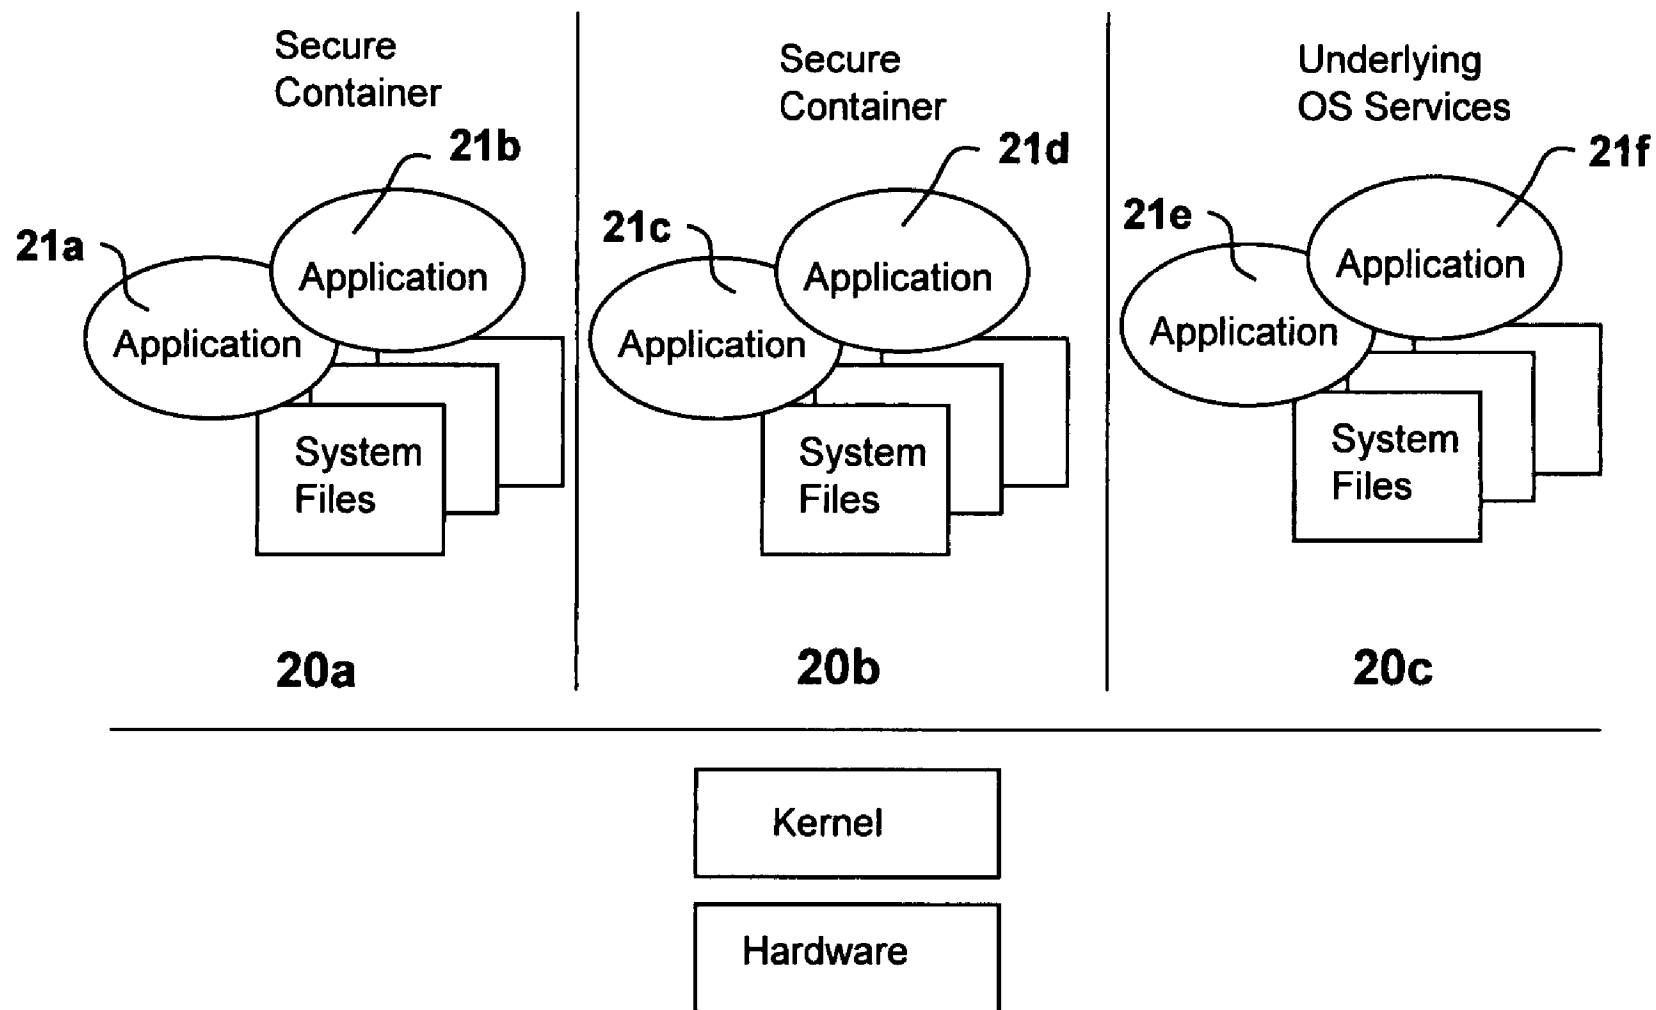 Secure
Container
Secure
Container
Underlying
OS Services
21b
21d
21f
21a
21c
21e
Application
Application
Application
Application
Application
Application
System
Files
System
Files
System
Files
20a
20b
20c
Kernel
Hardware